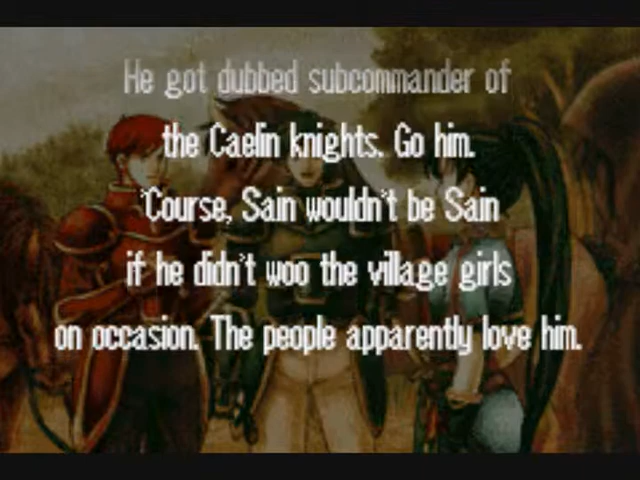 He got dubbed subcommander of
the Caelin knights. Go him.
'Course, Sain wouldn't be Sain
if he didn't woo the village girls
on occasion. The people apparently love him.